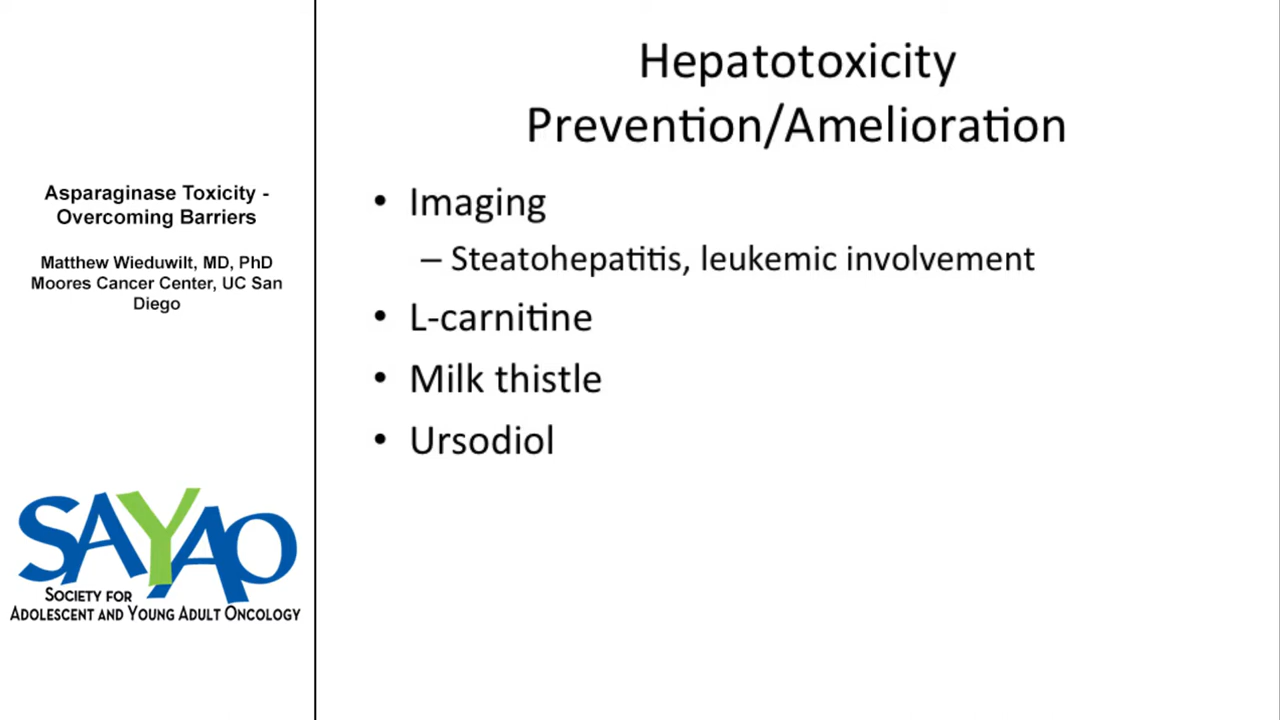 Asparaginase Toxicity -
Overcoming Barriers
Matthew Wieduwilt, MD, PhD
Moores Cancer Center, UC San
Diego
SAYAO
SOCIETY FOR
ADOLESCENT AND YOUNG ADULT ONCOLOGY
Hepatotoxicity
Prevention/Amelioration
• Imaging
– Steatohepatitis, leukemic involvement
• L-carnitine
• Milk thistle
• Ursodiol